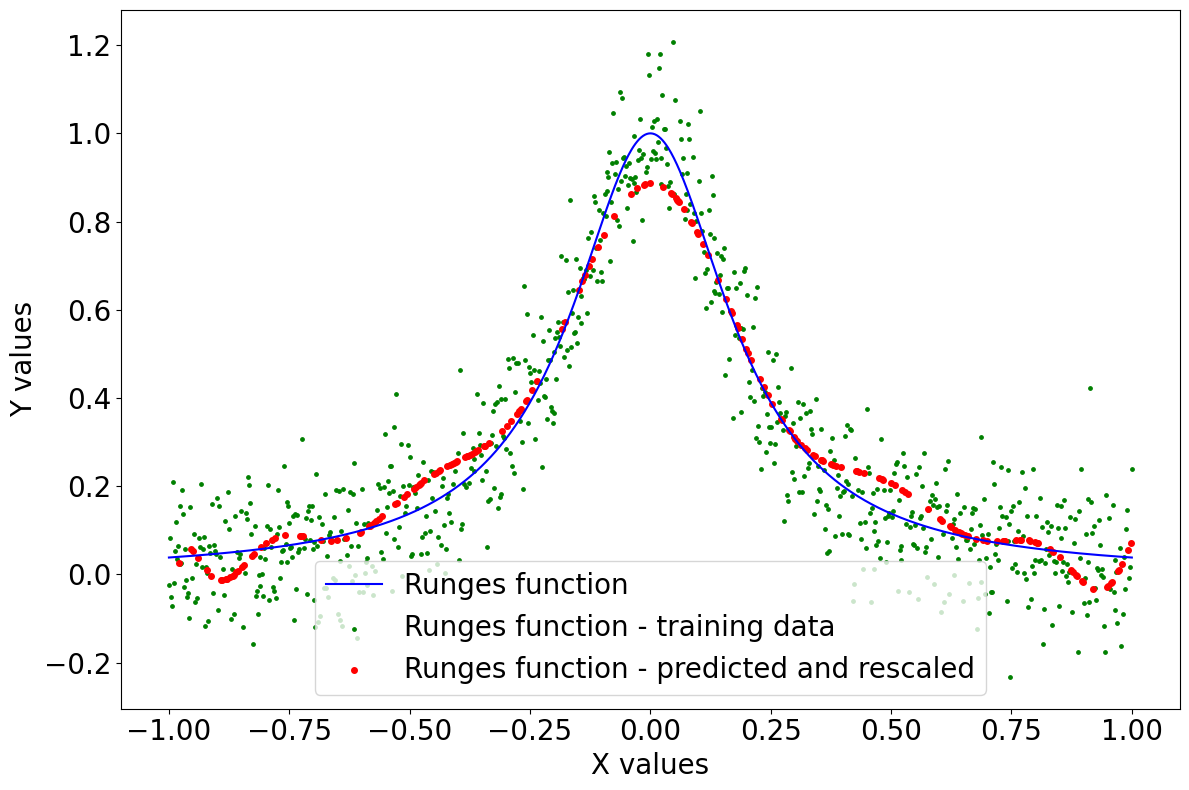 1.2
1.0
0.8
0.6
0.4
0.2
0.0
−0.2
Y values
Runges function
Runges function - training data
Runges function - predicted and rescaled
−1.00 −0.75 −0.50 −0.25 0.00 0.25 0.50 0.75 1.00
X values